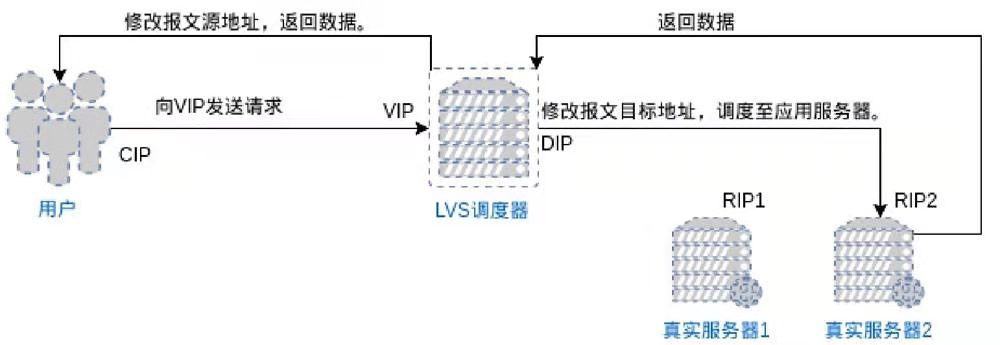 修改报文源地址，返回数据。
返回数据
向VIP发送请求
VIP
修改报文目标地址，调度至应用服务器。
CIP
DIP
用户
LVS调度器
RIP1
RIP2
真实服务器1
真实服务器2